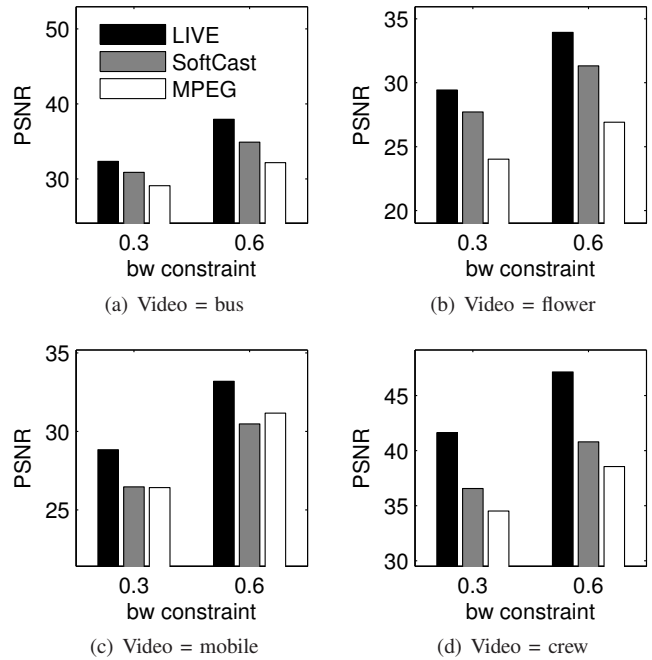 50
40
30
PSNR
LIVE
SoftCast
MPEG
0.3 0.6
bw constraint
(a) Video = bus
35
30
25
20
PSNR
0.3 0.6
bw constraint
(b) Video = flower
35
30
25
PSNR
0.3 0.6
bw constraint
(c) Video = mobile
45
40
35
30
PSNR
0.3 0.6
bw constraint
(d) Video = crew